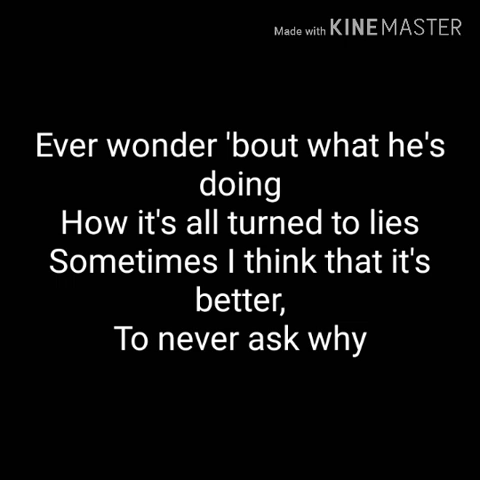 Made with KINEMASTER
Ever wonder 'bout what he's
doing
How it's all turned to lies
Sometimes I think that it's
better,
To never ask why